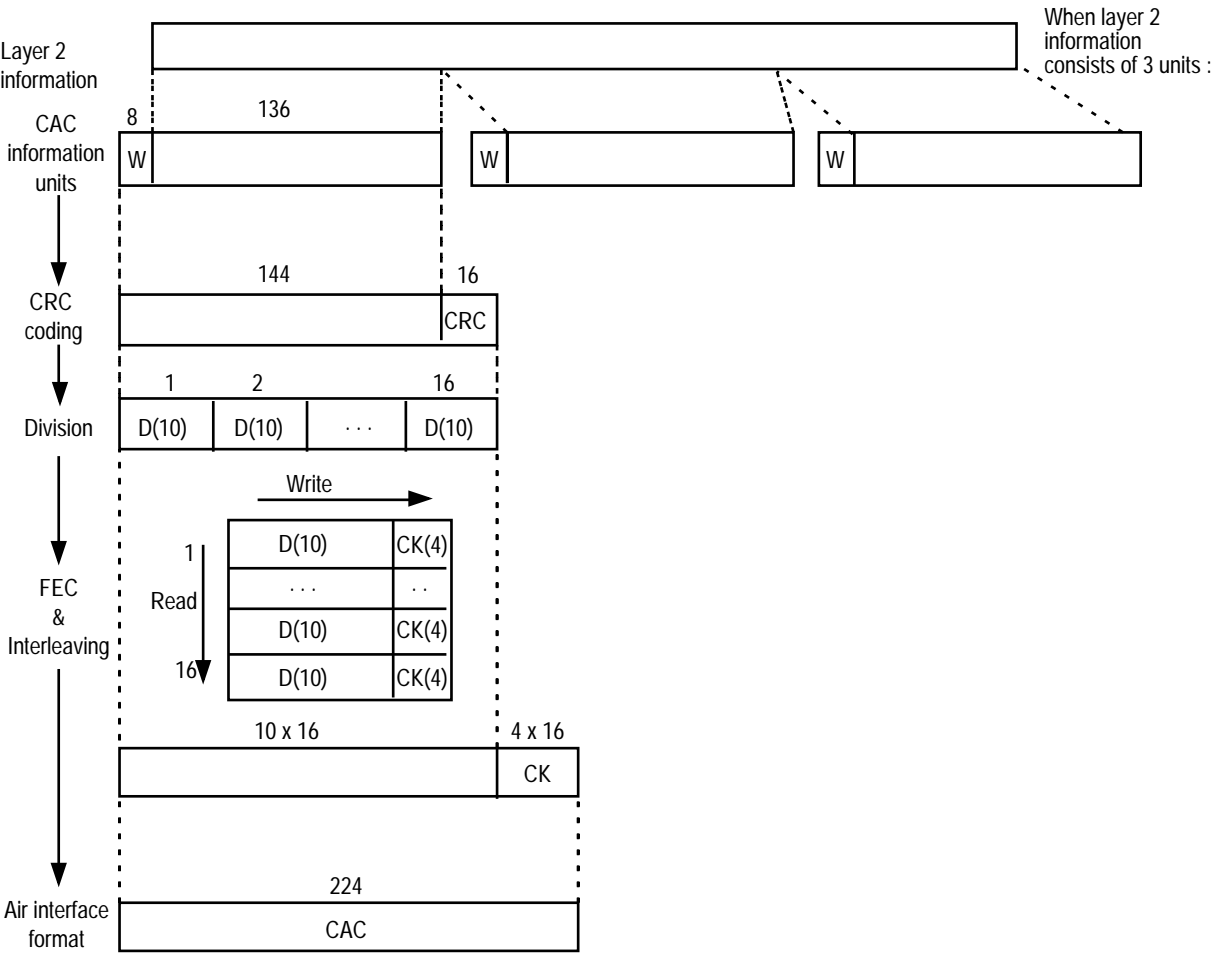 When layer 2
information
consists of 3 units :
Layer 2
information
8
136
CAC
information
units
W
W
W
144
16
CRC
coding
CRC
1
2
16
Division
D(10)
D(10)
. . .
D(10)
Write
1
Read
16
D(10)
CK(4)
. . .
. .
D(10)
CK(4)
D(10)
CK(4)
FEC
&
Interleaving
10 x 16
4 x 16
CK
224
Air interface
format
CAC